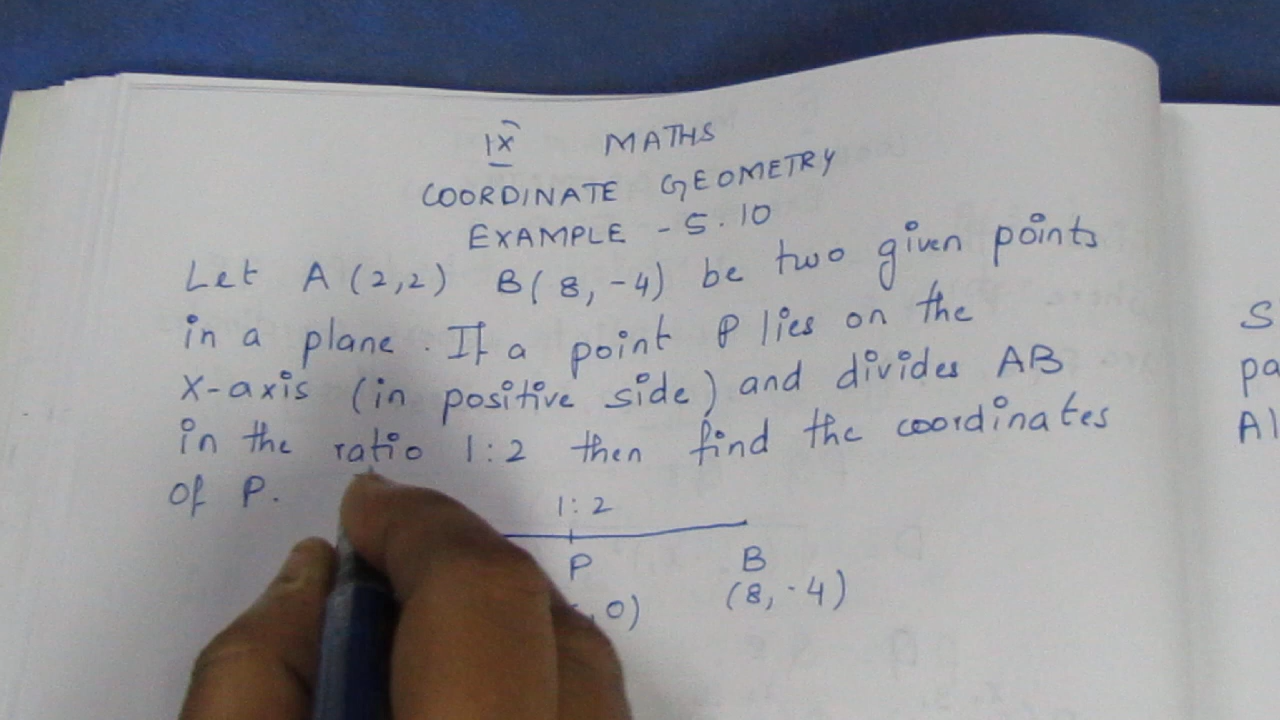 IX MATHS
COORDINATE GEOMETRY
EXAMPLE - 5.10
Let A (2,2) B( 8, -4) be two given points
in a plane. If a point P lies on the
X-axis (in positive side) and divides AB
in the ratio 1:2 then find the coordinates
of P.
1:2
P B
, 0) (8, -4)
S
pa
Al